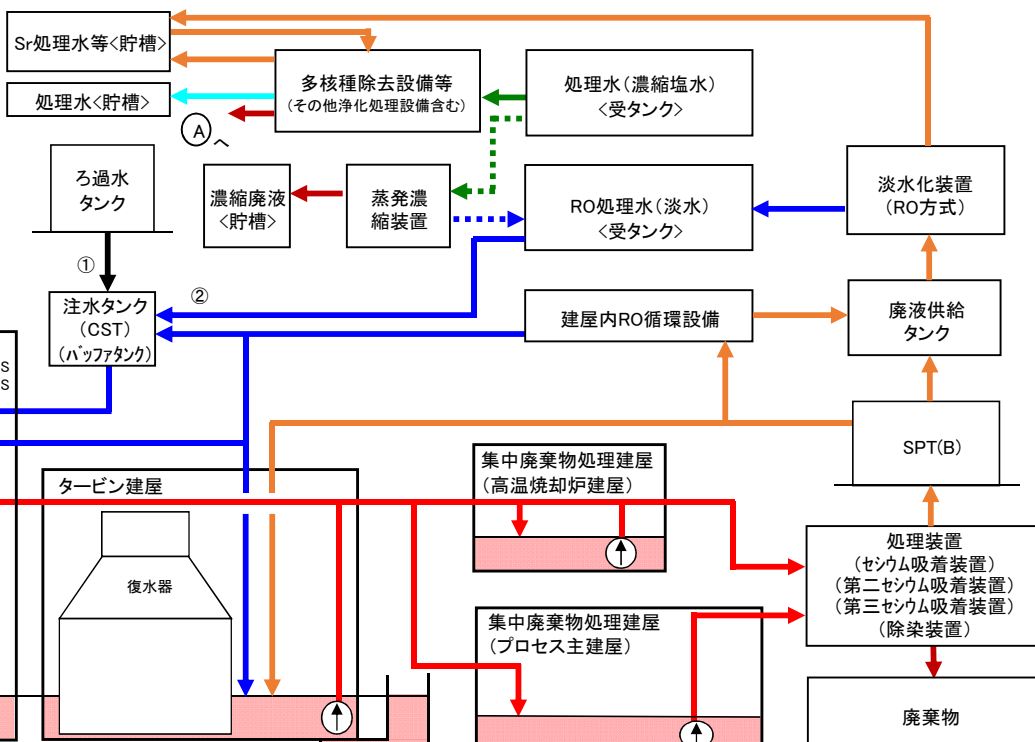 Sr処理水等<貯槽>
処理水<貯槽>
多核種除去設備等
(その他浄化処理設備含む)
処理水(濃縮塩水)
<受タンク>
A
へ
ろ過水
タンク
濃縮廃液
<貯槽>
蒸発濃
縮装置
RO処理水(淡水)
<受タンク>
淡水化装置
(RO方式)
①
②
注水タンク
(CST)
(バッファタンク)
建屋内RO循環設備
廃液供給
タンク
S
S
SPT(B)
タービン建屋
復水器
集中廃棄物処理建屋
(高温焼却炉建屋)
処理装置
(セシウム吸着装置)
(第二セシウム吸着装置)
(第三セシウム吸着装置)
(除染装置)
集中廃棄物処理建屋
(プロセス主建屋)
廃棄物